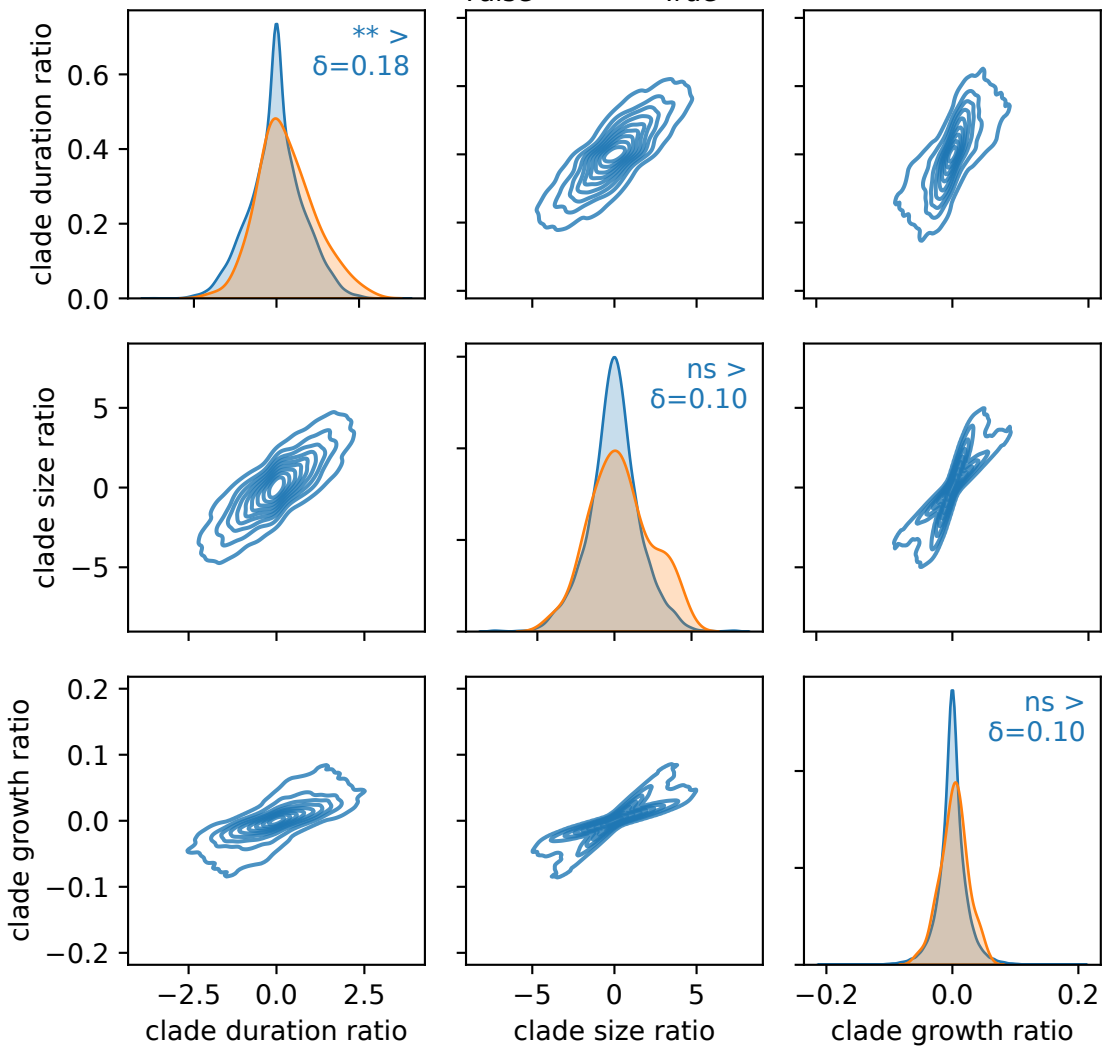 ** >
δ=0.18
clade duration ratio
0.6
0.4
0.2
0.0
ns >
δ=0.10
clade size ratio
5
0
−5
ns >
δ=0.10
clade growth ratio
0.2
0.1
0.0
−0.1
−0.2
−2.5 0.0 2.5 −5 0 5 −0.2 0.0 0.2
clade duration ratio clade size ratio clade growth ratio